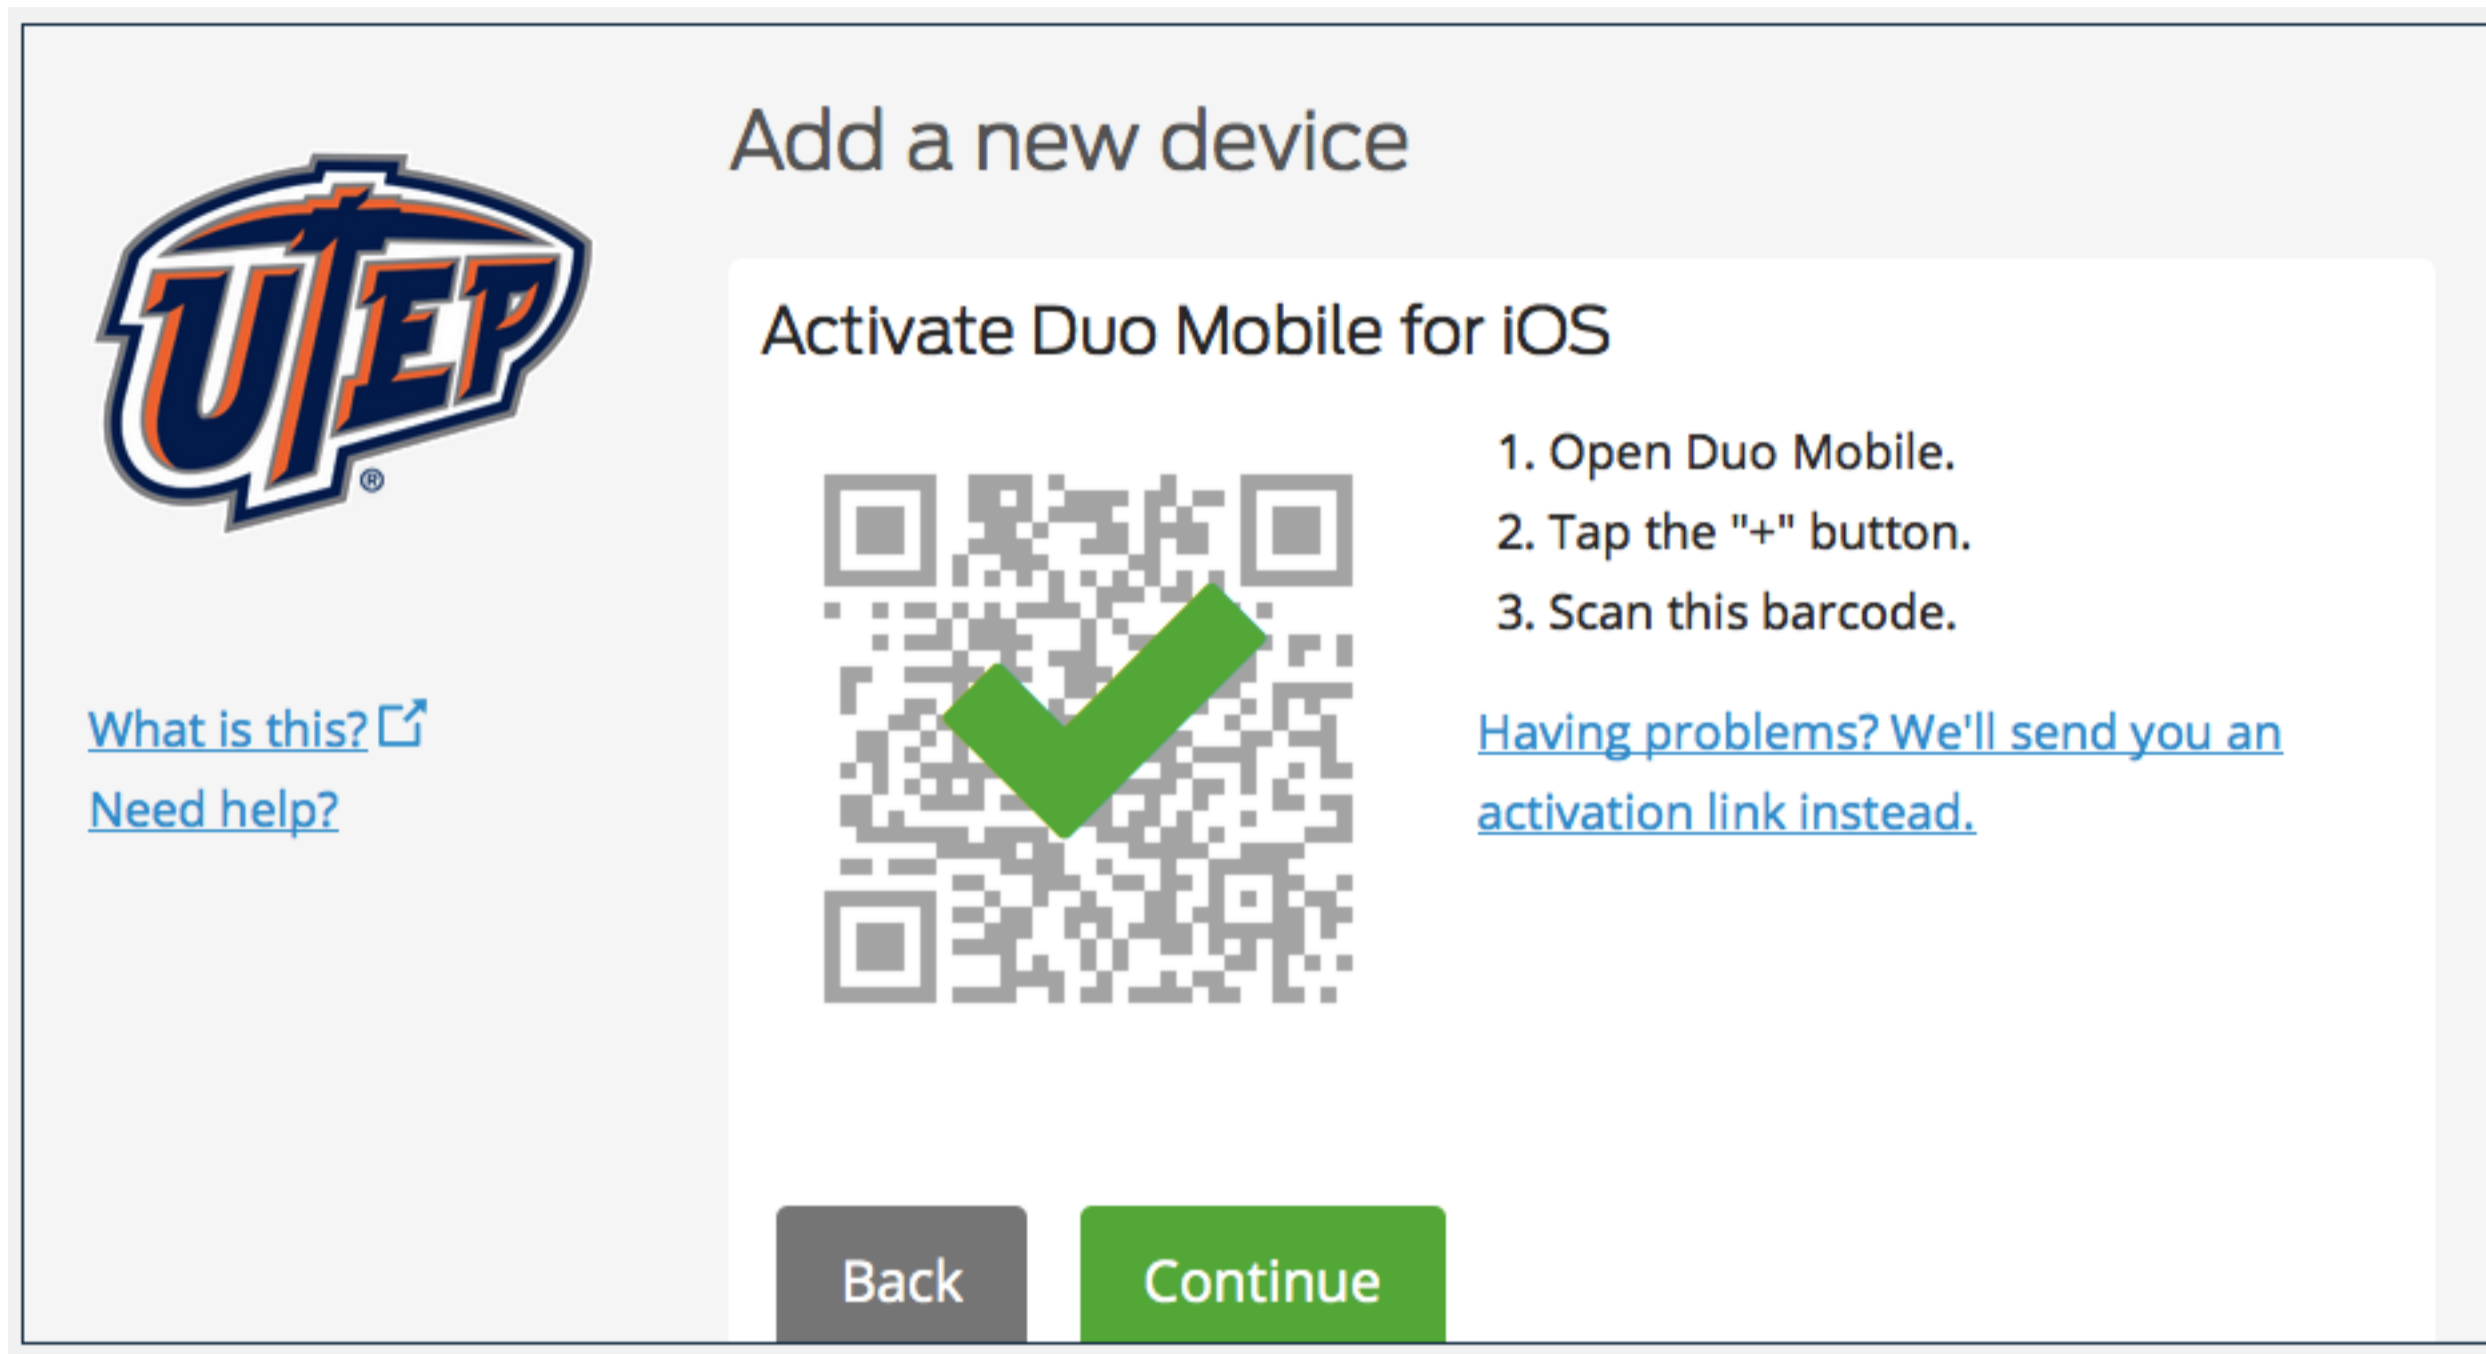 Add a new device
UTEP
®
What is this?
Need help?
Activate Duo Mobile for iOS
1. Open Duo Mobile.
2. Tap the "+" button.
3. Scan this barcode.
Having problems? We'll send you an
activation link instead.
Back
Continue